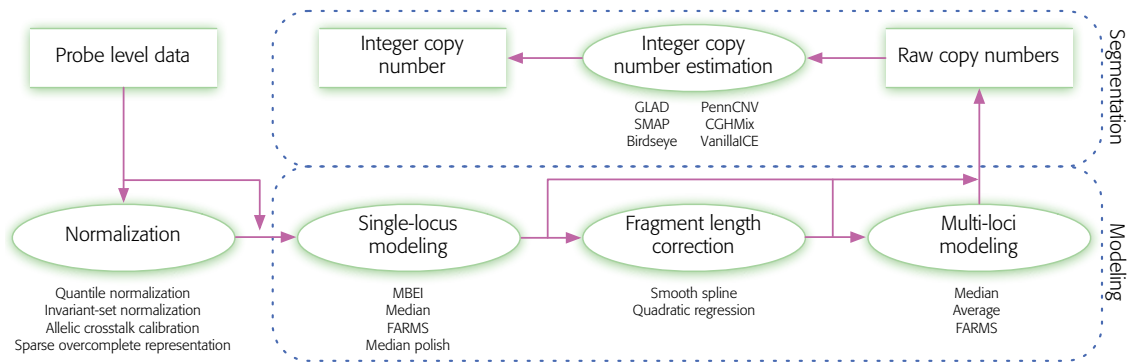 Probe level data
Integer copy
number
Integer copy
number estimation
Raw copy numbers
Segmentation
GLAD PennCNV
SMAP CGHMix
Birdseye VanillaICE
Normalization
Single-locus
modeling
Fragment length
correction
Multi-loci
modeling
Modeling
Quantile normalization
Invariant-set normalization
Allelic crosstalk calibration
Sparse overcomplete representation
MBEI
Median
FARMS
Median polish
Smooth spline
Quadratic regression
Median
Average
FARMS